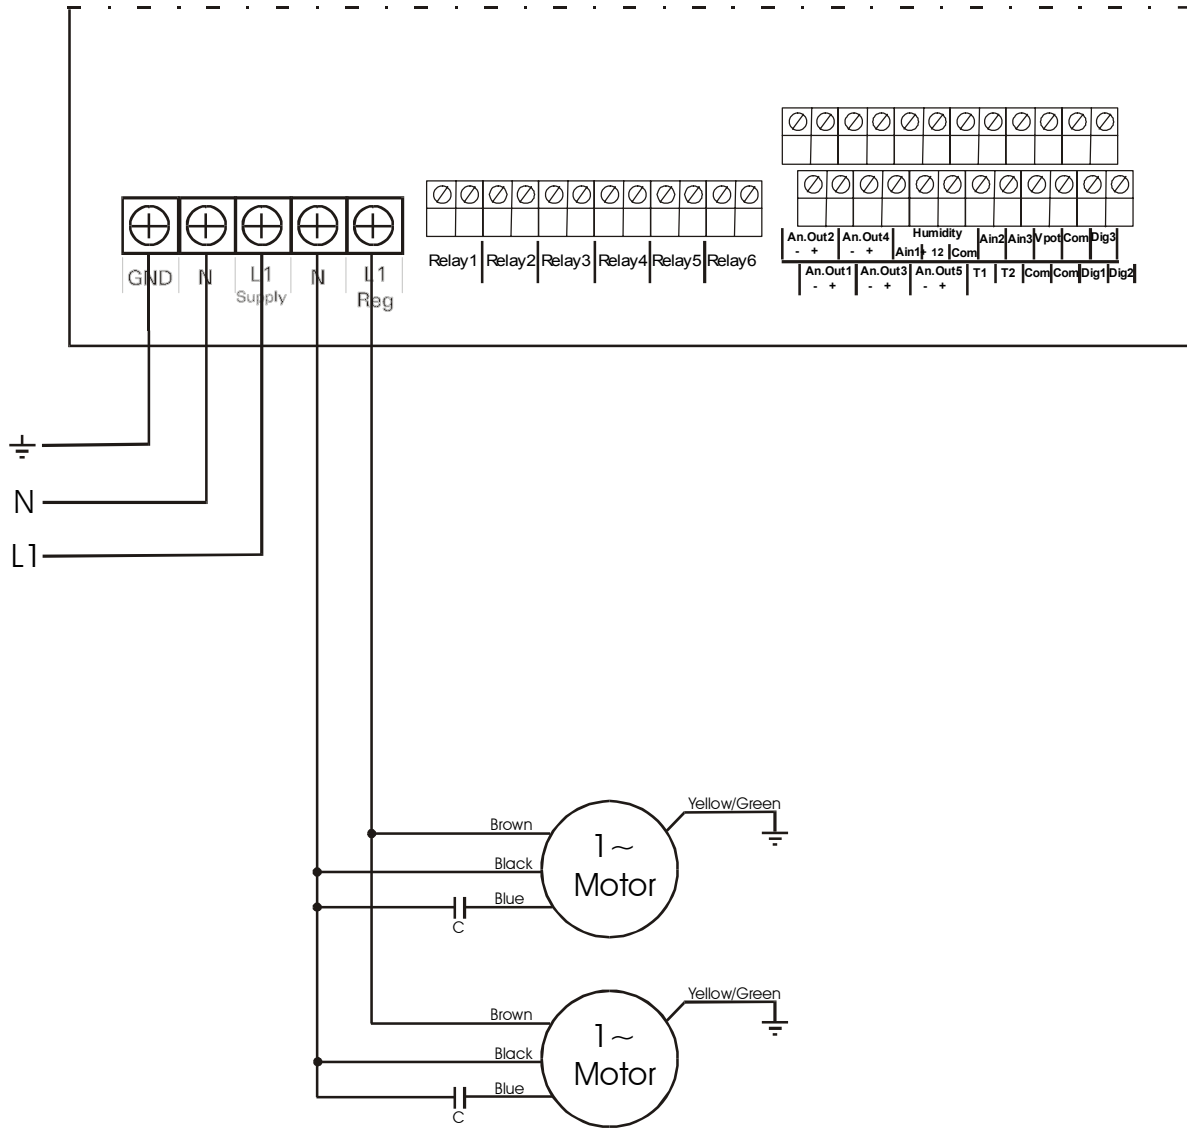 An.Out2 An.Out4 Humidity Ain2 Ain3 Vpot Com Dig3
- + - + Ain1 + 12 Com
Relay1 Relay2 Relay3 Relay4 Relay5 Relay6
An.Out1 An.Out3 An.Out5 T1 T2 Com Com Dig1 Dig2
- + - + - +
GND N L1 N L1
Supply Reg
N
L1
Yellow/Green
Brown
1~
Black
Motor
Blue
C
Yellow/Green
Brown
1~
Black
Motor
Blue
C